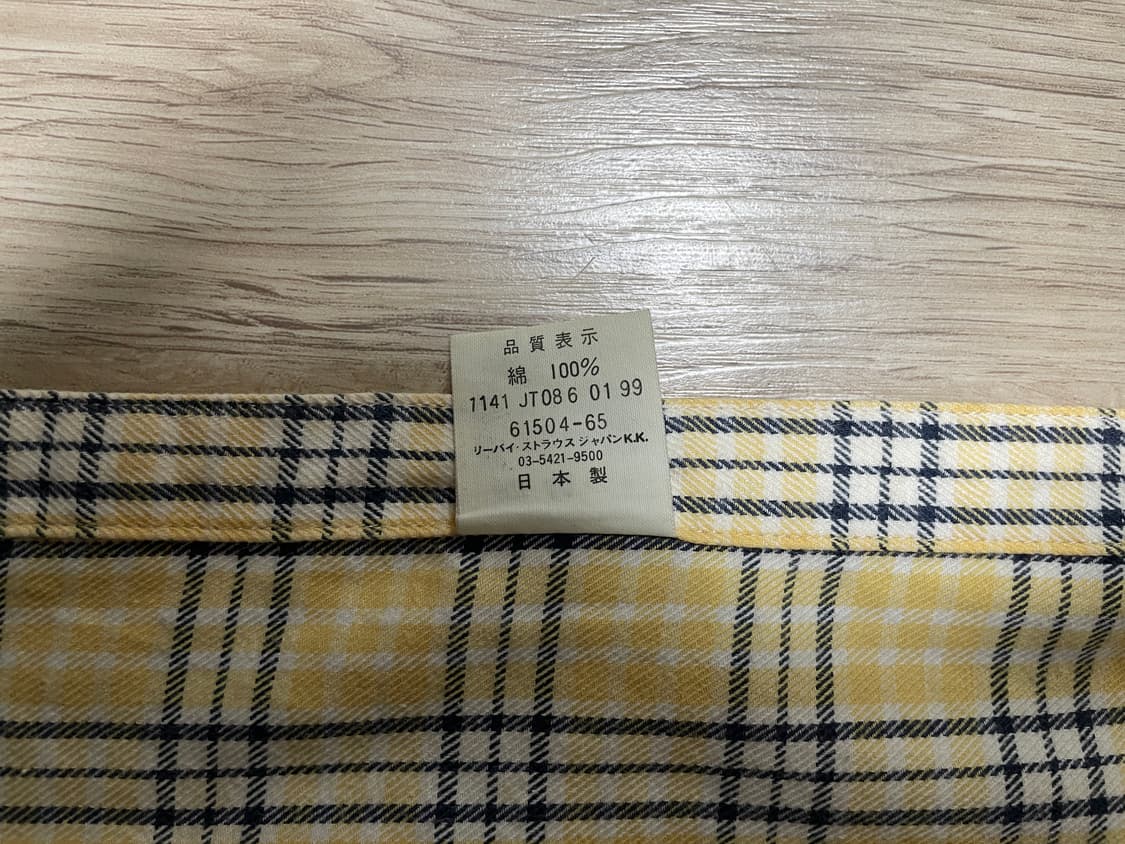 品質表示
綿 100%
1141 JT086 01 99
61504-65
リーバイ・ストラウス ジャパンK.K.
03-5421-9500
日本製